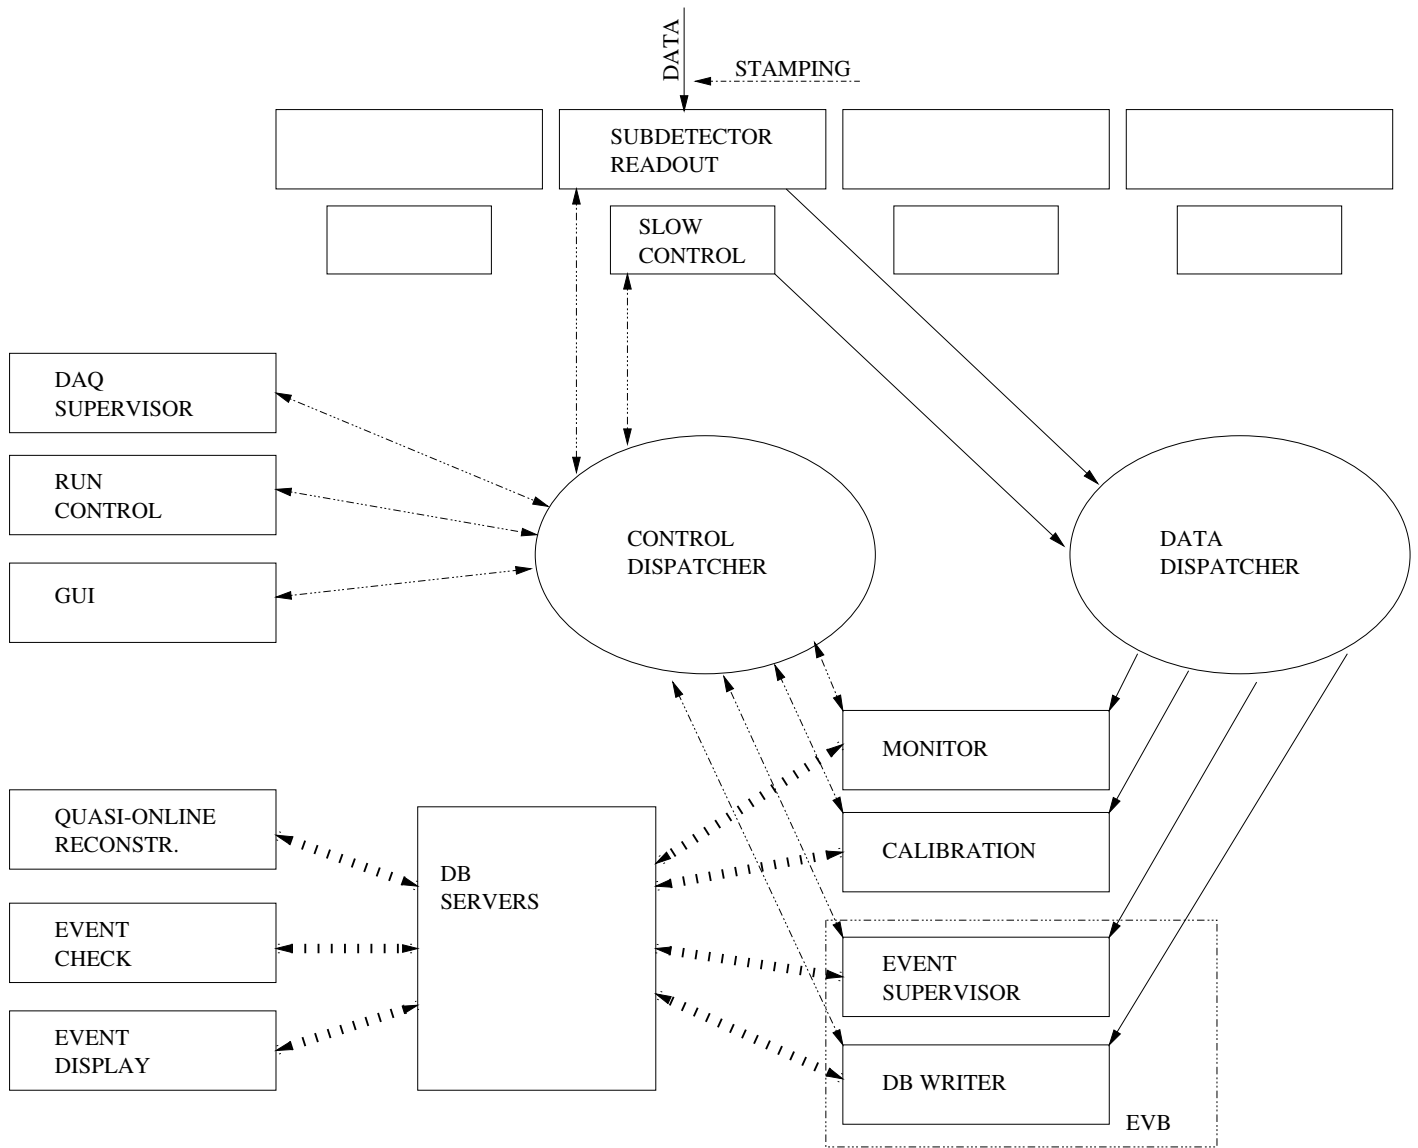 DATA
STAMPING
SUBDETECTOR
READOUT
SLOW
CONTROL
DAQ
SUPERVISOR
RUN
CONTROL
GUI
CONTROL
DISPATCHER
DATA
DISPATCHER
MONITOR
CALIBRATION
QUASI-ONLINE
RECONSTR.
DB
SERVERS
EVENT
CHECK
EVENT
SUPERVISOR
EVENT
DISPLAY
DB WRITER
EVB